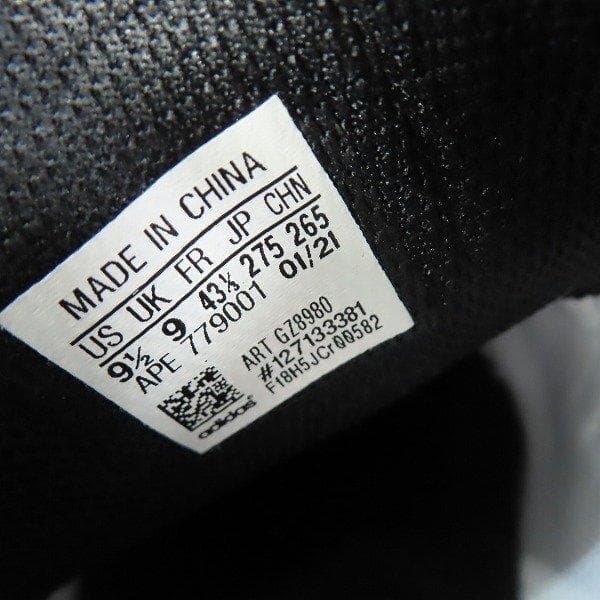 MADE IN CHINA
US UK FR JP CHN
9½ 9 43⅓ 275 265
APE 779001 01/21
ART GZ8980
#127133381
F18H5JCrQD582
adidas